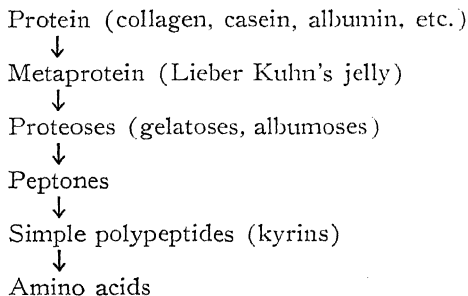 Protein (collagen, casein, albumin, etc.)
↓
Metaprotein (Lieber Kuhn's jelly)
↓
Proteoses (gelatoses, albumoses)
↓
Peptones
↓
Simple polypeptides (kyrins)
↓
Amino acids